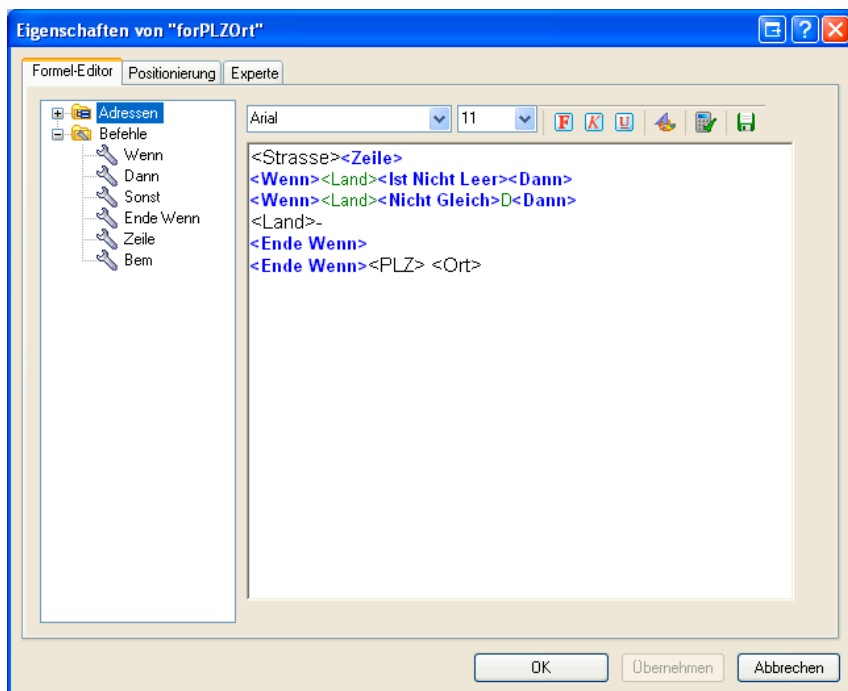 Eigenschaften von "forPLZOrt"
Formel-Editor Positionierung Experte
Adressen
Befehle
Wenn
Dann
Sonst
Ende Wenn
Zeile
Bem
Arial 11 F K U
<Strasse><Zeile>
<Wenn><Land><Ist Nicht Leer><Dann>
<Wenn><Land><Nicht Gleich>D<Dann>
<Land>-
<Ende Wenn>
<Ende Wenn><PLZ> <Ort>
OK Übernehmen Abbrechen